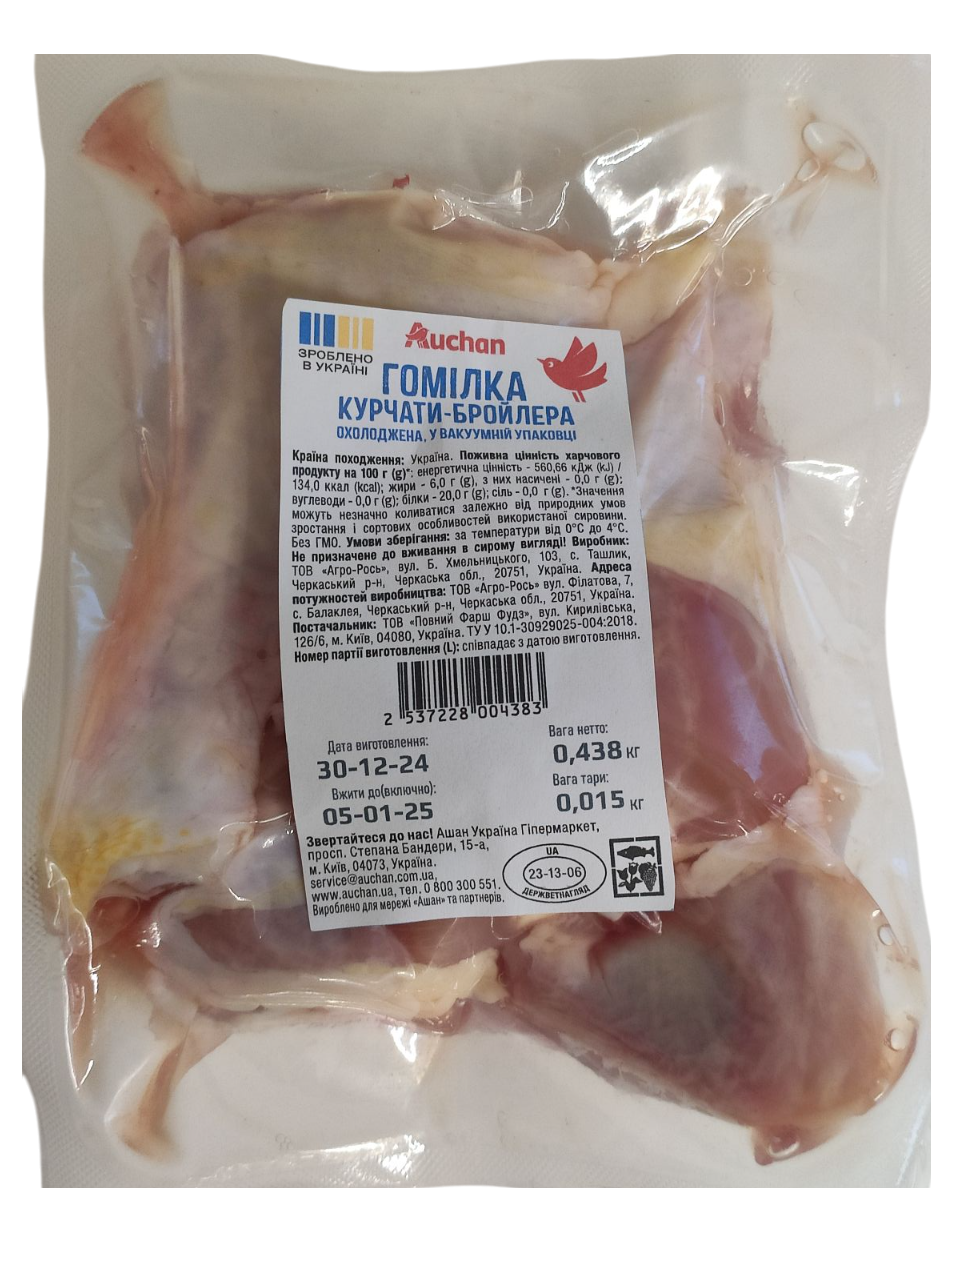 ЗРОБЛЕНО
В УКРАЇНІ
Auchan
ГОМІЛКА
КУРЧАТИ-БРОЙЛЕРА
ОХОЛОДЖЕНА, У ВАКУУМНІЙ УПАКОВЦІ
Країна походження: Україна. Поживна цінність харчового
продукту на 100 г (g)*: енергетична цінність - 560,66 кДж (kJ) /
134,0 ккал (kcal); жири - 6,0 г (g), з них насичені - 0,0 г (g);
вуглеводи - 0,0 г (g); білки - 20,0 г (g); сіль - 0,0 г (g). *Значення
можуть незначно коливатися залежно від природних умов
зростання і сортових особливостей використаної сировини.
Без ГМО. Умови зберігання: за температури від 0°С до 4°С.
Не призначене до вживання в сирому вигляді! Виробник:
ТОВ «Агро-Рось», вул. Б. Хмельницького, 103, с. Ташлик,
Черкаський р-н, Черкаська обл., 20751, Україна. Адреса
потужностей виробництва: ТОВ «Агро-Рось» вул. Філатова, 7,
с. Балаклея, Черкаський р-н, Черкаська обл., 20751, Україна.
Постачальник: ТОВ «Повний Фарш Фудз», вул. Кирилівська,
126/6, м. Київ, 04080, Україна. ТУ У 10.1-30929025-004:2018.
Номер партії виготовлення (L): співпадає з датою виготовлення.
2 537228 004383
Дата виготовлення:
30-12-24
Вжити до(включно):
05-01-25
Вага нетто:
0,438 кг
Вага тари:
0,015 кг
Звертайтеся до нас! Ашан Україна Гіпермаркет,
просп. Степана Бандери, 15-а,
м. Київ, 04073, Україна.
service@auchan.com.ua,
www.auchan.ua, тел. 0 800 300 551.
Вироблено для мережі «Ашан» та партнерів.
UA
23-13-06
ДЕРЖВЕТНАГЛЯД